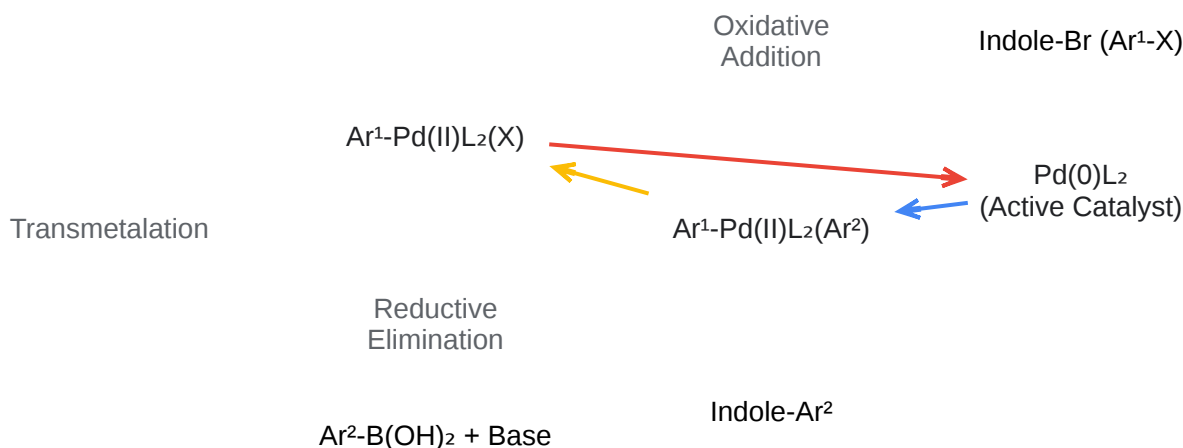 Oxidative
Addition
Indole-Br (Ar¹-X)
Ar¹-Pd(II)L₂(X)
Pd(0)L₂
(Active Catalyst)
Transmetalation
Ar¹-Pd(II)L₂(Ar²)
Reductive
Elimination
Indole-Ar²
Ar²-B(OH)₂ + Base